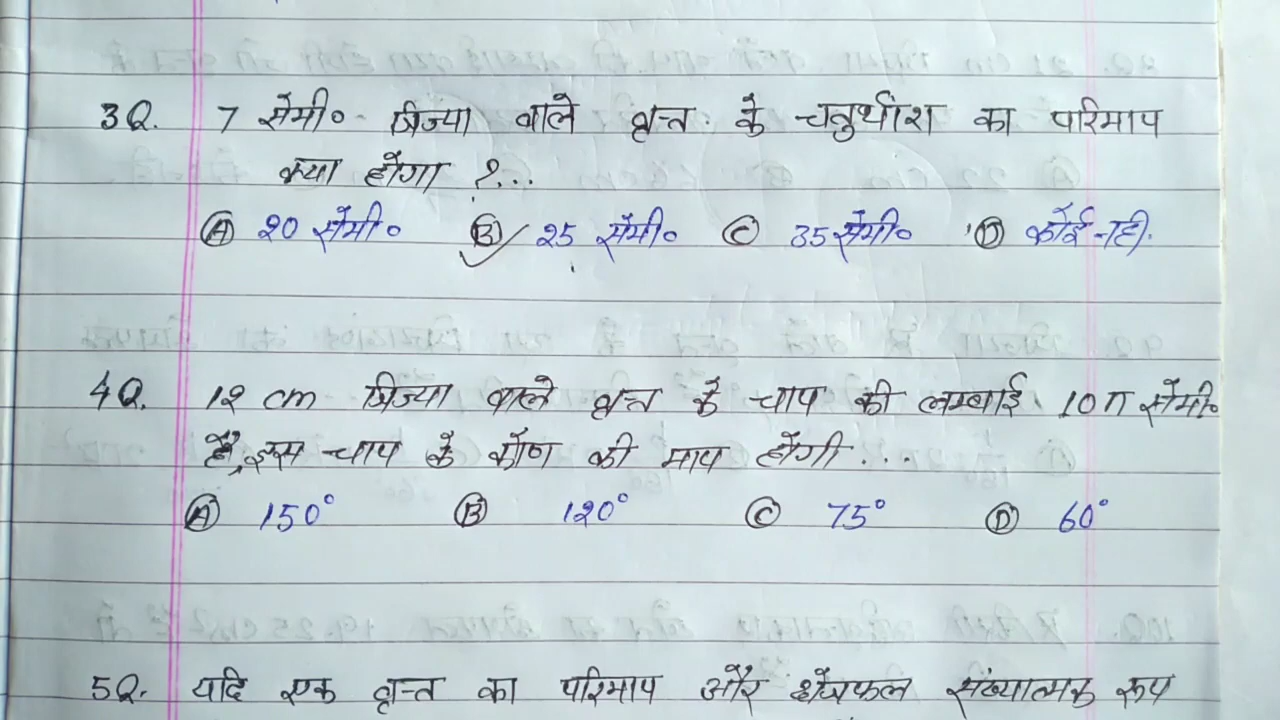 3Q. 7 सेमी० त्रिज्या वाले वृत्त के चतुर्थांश का परिमाप
क्या होगा ?...
Ⓐ 20 सेमी० Ⓑ 25 सेमी० Ⓒ 35 सेमी० Ⓓ कोई नही.
4Q. 12 cm त्रिज्या वाले वृत्त के चाप की लम्बाई 10π सेमी०
है, इस चाप के कोण की माप होगी ...
Ⓐ 150° Ⓑ 120° Ⓒ 75° Ⓓ 60°
5Q. यदि एक वृत्त का परिमाप और क्षेत्रफल संख्यात्मक रूप